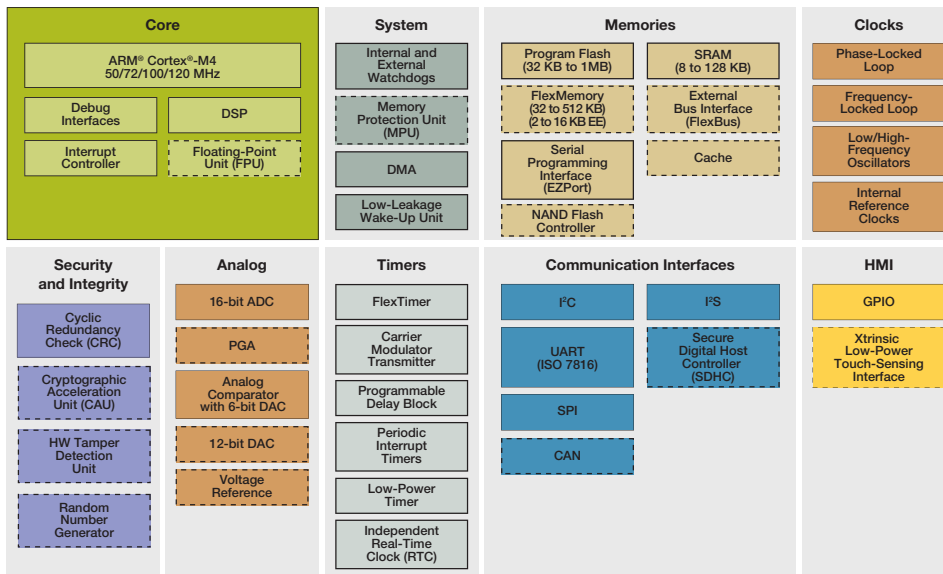 Core
ARM® Cortex®-M4
50/72/100/120 MHz
Debug
Interfaces
DSP
Interrupt
Controller
Floating-Point
Unit (FPU)
System
Internal and
External
Watchdogs
Memory
Protection Unit
(MPU)
DMA
Low-Leakage
Wake-Up Unit
Memories
Program Flash
(32 KB to 1MB)
SRAM
(8 to 128 KB)
FlexMemory
(32 to 512 KB)
(2 to 16 KB EE)
External
Bus Interface
(FlexBus)
Serial
Programming
Interface
(EZPort)
Cache
NAND Flash
Controller
Clocks
Phase-Locked
Loop
Frequency-
Locked Loop
Low/High-
Frequency
Oscillators
Internal
Reference
Clocks
Security
and Integrity
Cyclic
Redundancy
Check (CRC)
Cryptographic
Acceleration
Unit (CAU)
HW Tamper
Detection
Unit
Random
Number
Generator
Analog
16-bit ADC
PGA
Analog
Comparator
with 6-bit DAC
12-bit DAC
Voltage
Reference
Timers
FlexTimer
Carrier
Modulator
Transmitter
Programmable
Delay Block
Periodic
Interrupt
Timers
Low-Power
Timer
Independent
Real-Time
Clock (RTC)
Communication Interfaces
I²C
I²S
UART
(ISO 7816)
Secure
Digital Host
Controller
(SDHC)
SPI
CAN
HMI
GPIO
Xtrinsic
Low-Power
Touch-Sensing
Interface